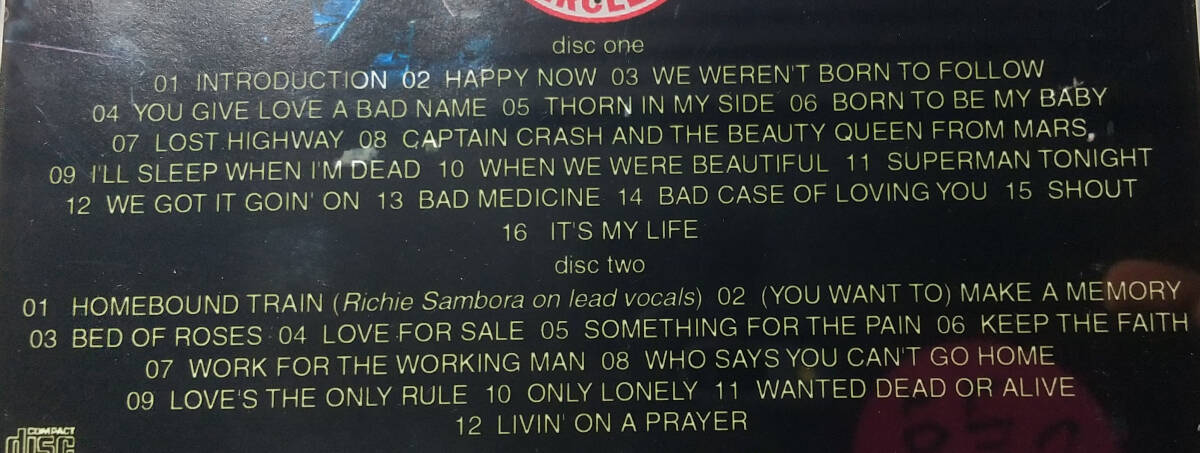 disc one
01 INTRODUCTION 02 HAPPY NOW 03 WE WEREN'T BORN TO FOLLOW
04 YOU GIVE LOVE A BAD NAME 05 THORN IN MY SIDE 06 BORN TO BE MY BABY
07 LOST HIGHWAY 08 CAPTAIN CRASH AND THE BEAUTY QUEEN FROM MARS
09 I'LL SLEEP WHEN I'M DEAD 10 WHEN WE WERE BEAUTIFUL 11 SUPERMAN TONIGHT
12 WE GOT IT GOIN' ON 13 BAD MEDICINE 14 BAD CASE OF LOVING YOU 15 SHOUT
16 IT'S MY LIFE
disc two
01 HOMEBOUND TRAIN (Richie Sambora on lead vocals) 02 (YOU WANT TO) MAKE A MEMORY
03 BED OF ROSES 04 LOVE FOR SALE 05 SOMETHING FOR THE PAIN 06 KEEP THE FAITH
07 WORK FOR THE WORKING MAN 08 WHO SAYS YOU CAN'T GO HOME
09 LOVE'S THE ONLY RULE 10 ONLY LONELY 11 WANTED DEAD OR ALIVE
12 LIVIN' ON A PRAYER
COMPACT
disc